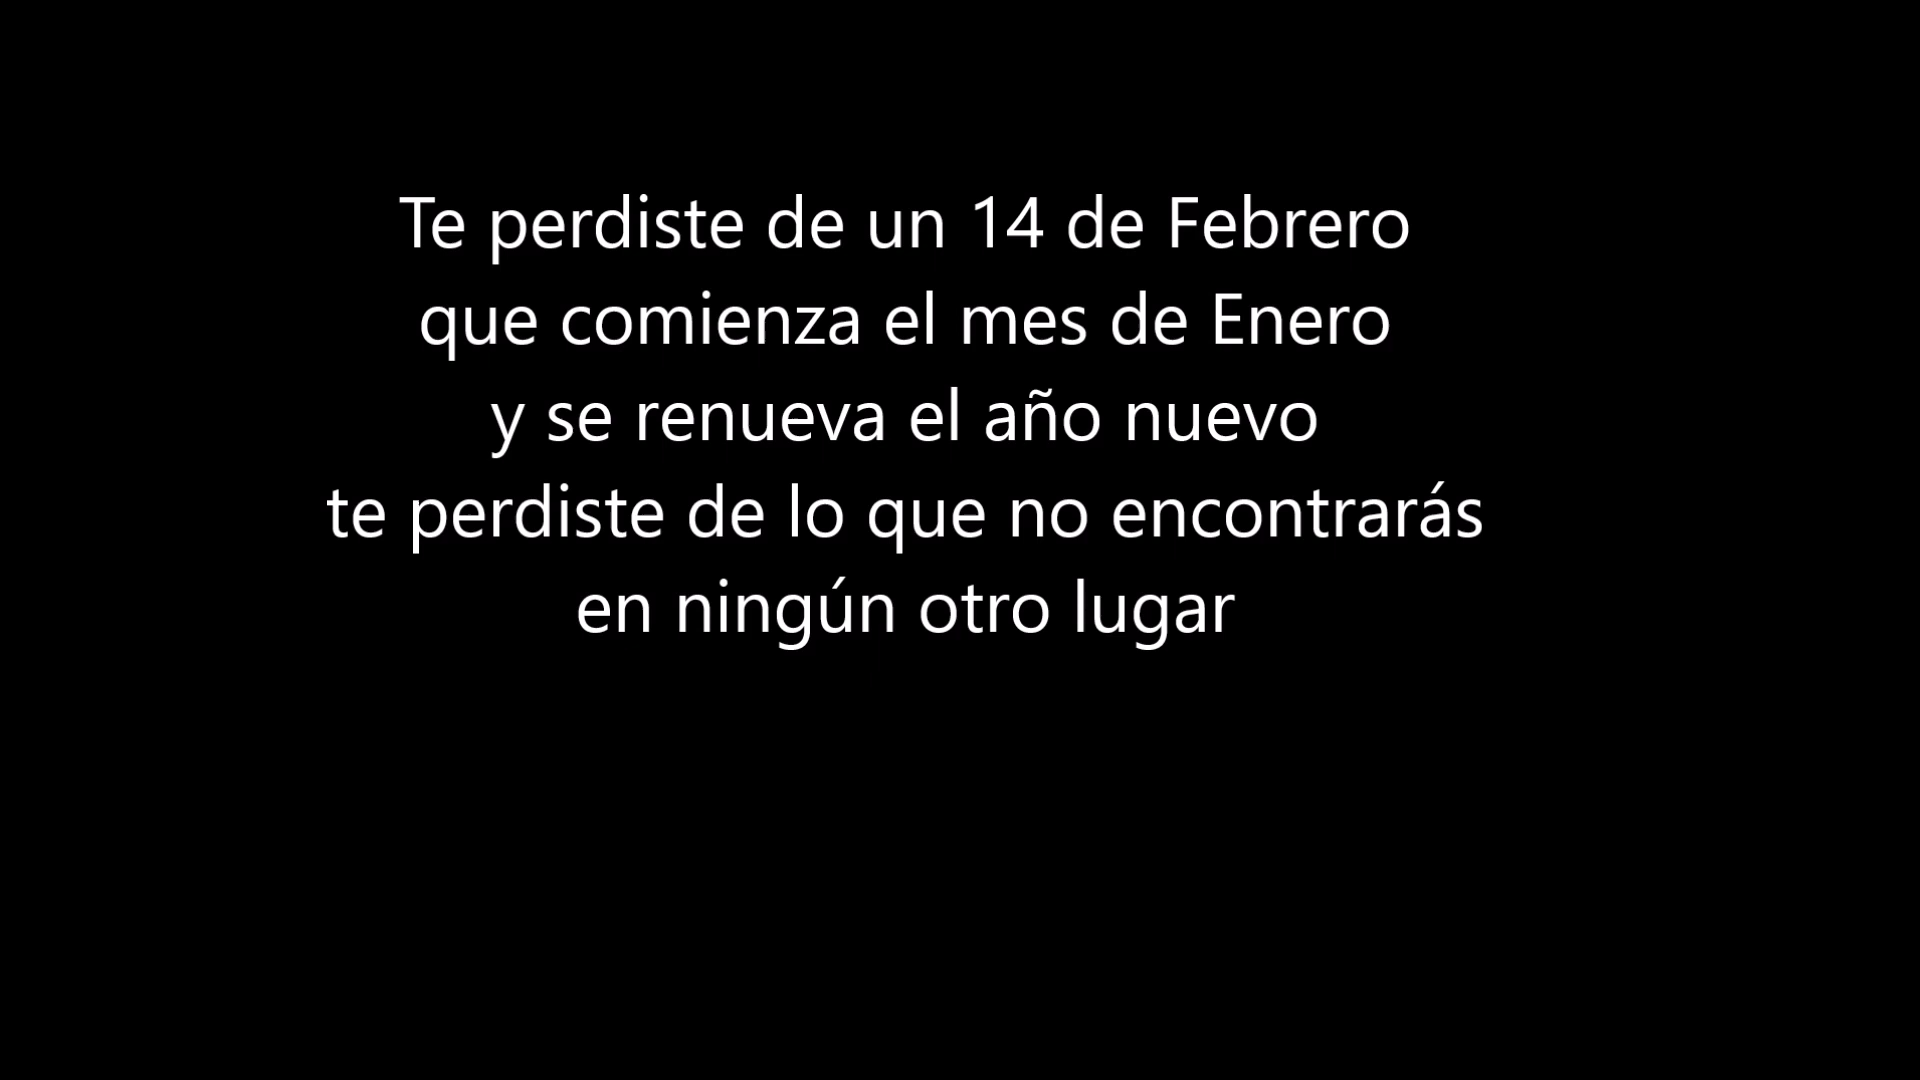 Te perdiste de un 14 de Febrero
que comienza el mes de Enero
y se renueva el año nuevo
te perdiste de lo que no encontrarás
en ningún otro lugar